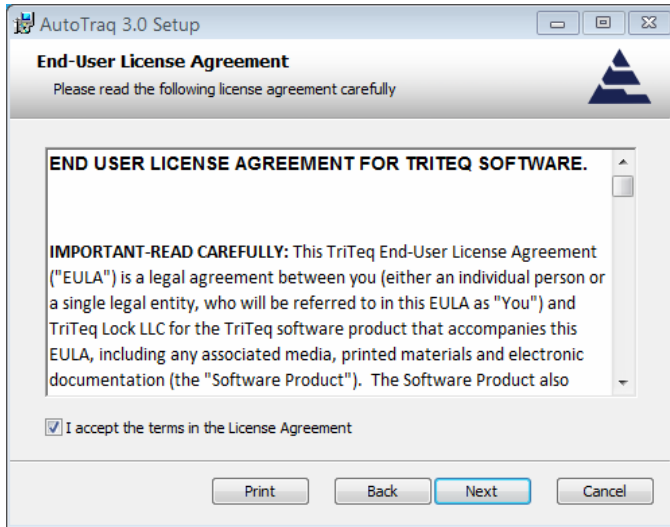 AutoTraq 3.0 Setup
End-User License Agreement
Please read the following license agreement carefully
END USER LICENSE AGREEMENT FOR TRITEQ SOFTWARE.
IMPORTANT-READ CAREFULLY: This TriTeq End-User License Agreement
("EULA") is a legal agreement between you (either an individual person or
a single legal entity, who will be referred to in this EULA as "You") and
TriTeq Lock LLC for the TriTeq software product that accompanies this
EULA, including any associated media, printed materials and electronic
documentation (the "Software Product").  The Software Product also
I accept the terms in the License Agreement
Print Back Next Cancel